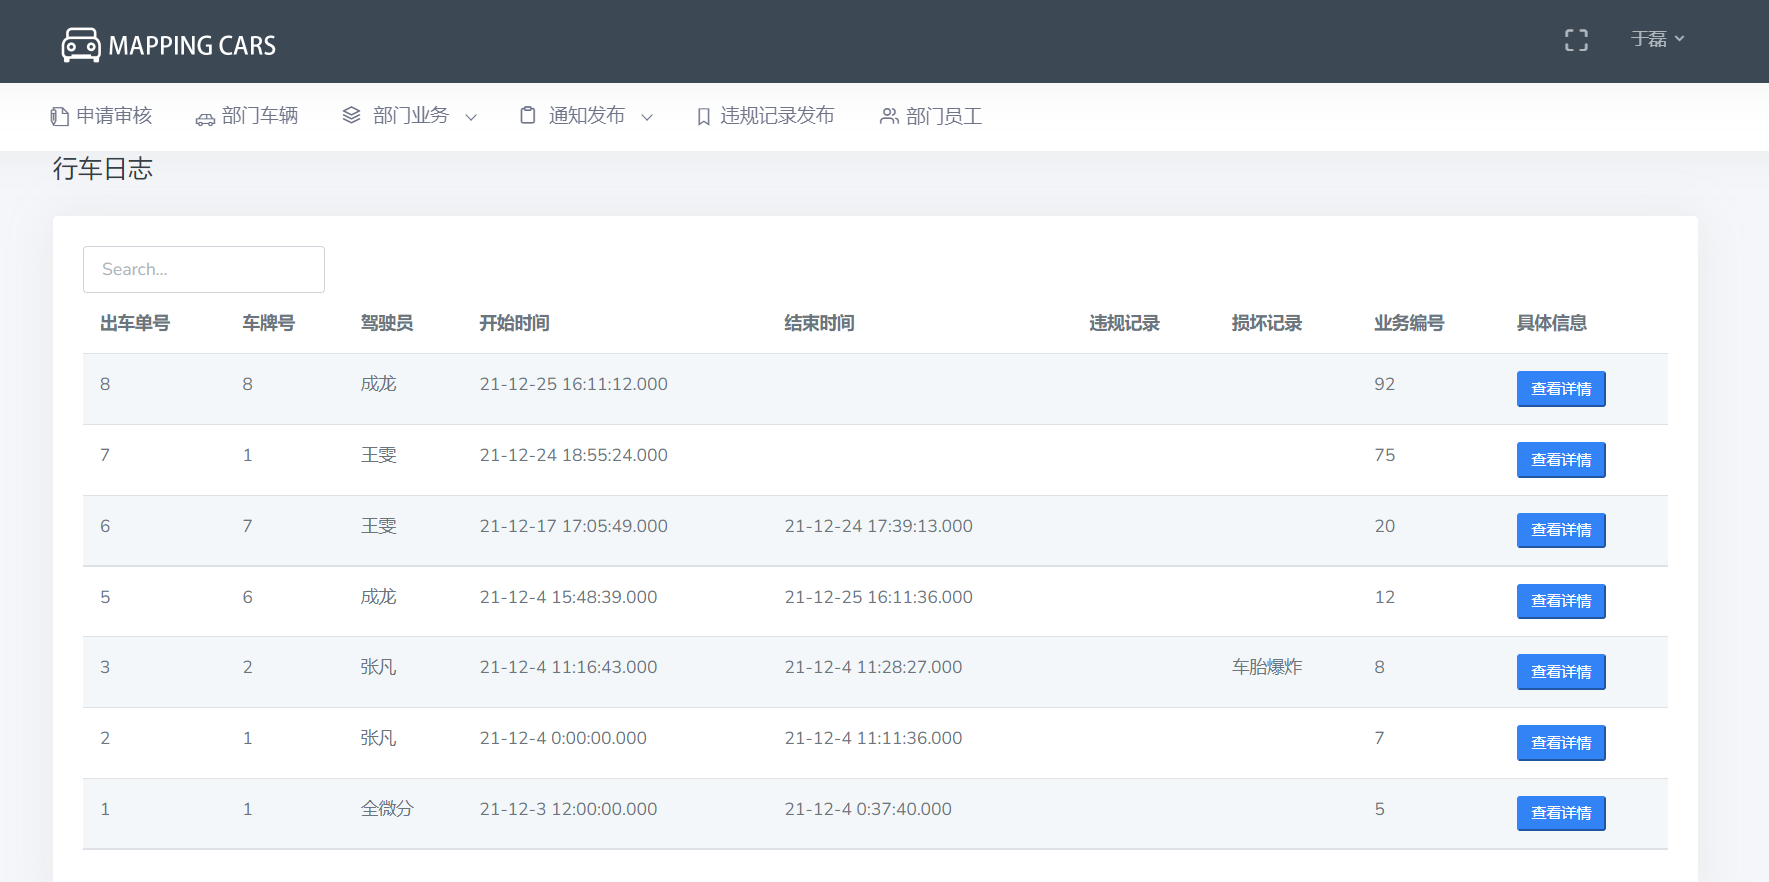 MAPPING CARS
于磊
申请审核 部门车辆 部门业务 通知发布 违规记录发布 部门员工
行车日志
Search...
出车单号 车牌号 驾驶员 开始时间 结束时间 违规记录 损坏记录 业务编号 具体信息
8 8 成龙 21-12-25 16:11:12.000 92 查看详情
7 1 王雯 21-12-24 18:55:24.000 75 查看详情
6 7 王雯 21-12-17 17:05:49.000 21-12-24 17:39:13.000 20 查看详情
5 6 成龙 21-12-4 15:48:39.000 21-12-25 16:11:36.000 12 查看详情
3 2 张凡 21-12-4 11:16:43.000 21-12-4 11:28:27.000 车胎爆炸 8 查看详情
2 1 张凡 21-12-4 0:00:00.000 21-12-4 11:11:36.000 7 查看详情
1 1 全微分 21-12-3 12:00:00.000 21-12-4 0:37:40.000 5 查看详情